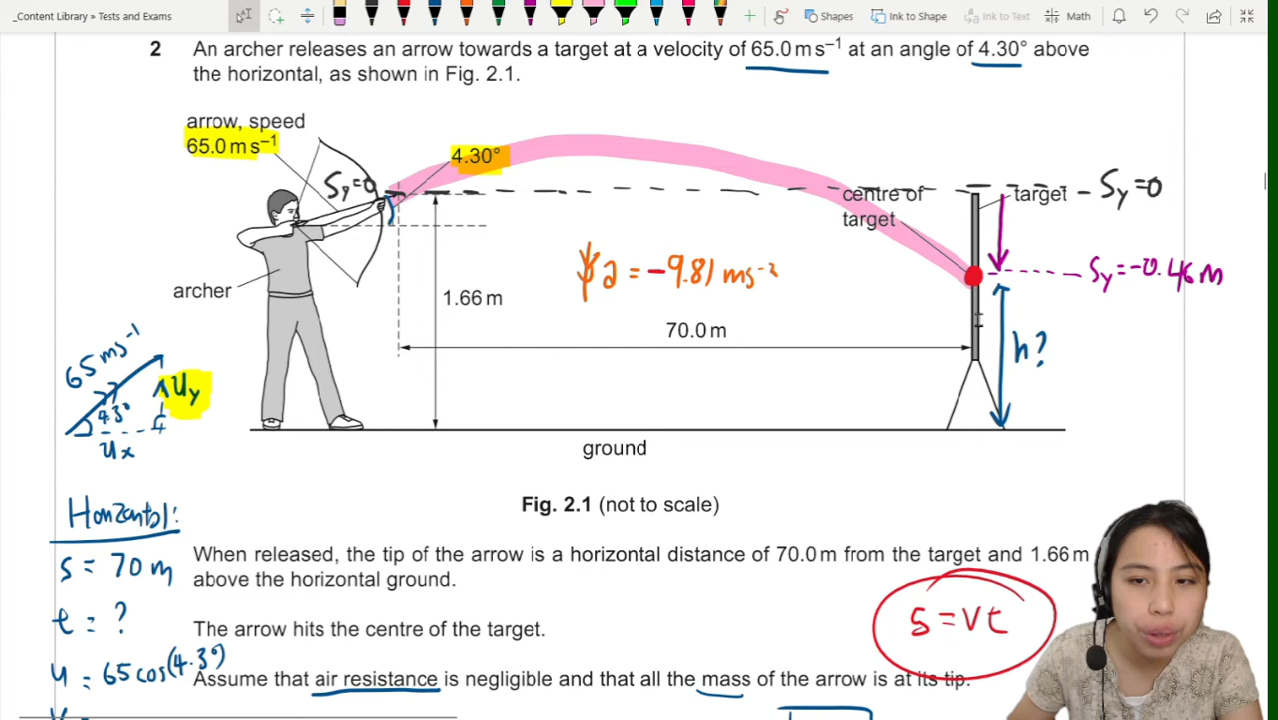 _Content Library » Tests and Exams
Shapes
Ink to Shape
Ink to Text
Math
2 An archer releases an arrow towards a target at a velocity of 65.0 m s⁻¹ at an angle of 4.30° above
the horizontal, as shown in Fig. 2.1.
arrow, speed
65.0 m s⁻¹
4.30°
Sy=0
centre of
target
target
- Sy=0
a = -9.81 ms⁻²
Sy=-0.46 m
archer
1.66 m
70.0 m
h?
65 ms⁻¹
4.3°
uy
ux
ground
Fig. 2.1 (not to scale)
Horizontal:
s = 70 m
t = ?
u = 65 cos(4.3°)
When released, the tip of the arrow is a horizontal distance of 70.0 m from the target and 1.66 m
above the horizontal ground.
s = vt
The arrow hits the centre of the target.
Assume that air resistance is negligible and that all the mass of the arrow is at its tip.